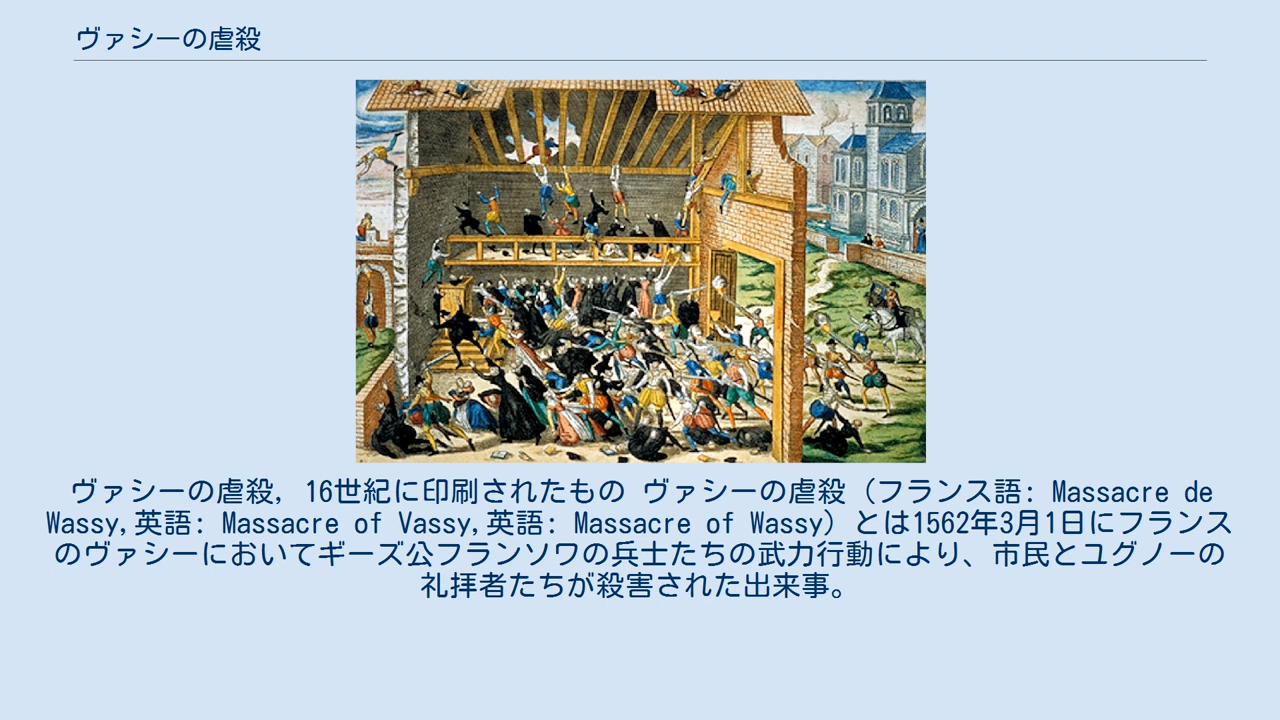 ヴァシーの虐殺
ヴァシーの虐殺, 16世紀に印刷されたもの ヴァシーの虐殺（フランス語: Massacre de
Wassy,英語: Massacre of Vassy,英語: Massacre of Wassy）とは1562年3月1日にフランス
のヴァシーにおいてギーズ公フランソワの兵士たちの武力行動により、市民とユグノーの
礼拝者たちが殺害された出来事。